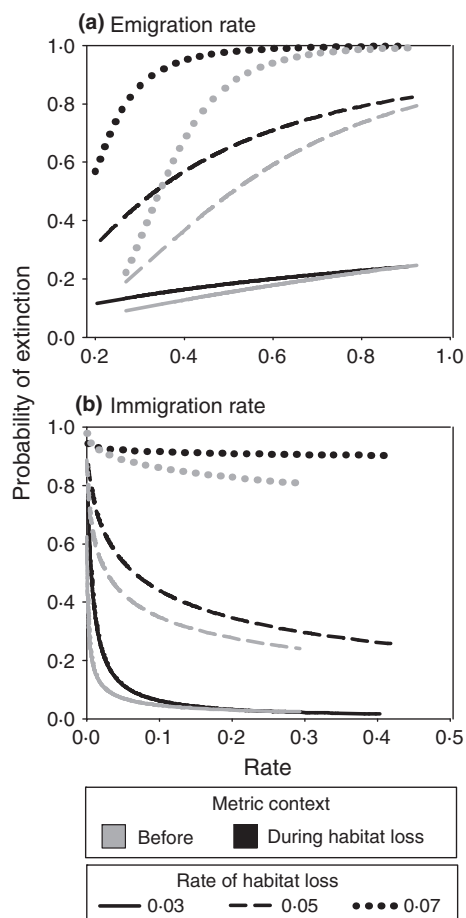 (a) Emigration rate
1·0
0·8
0·6
0·4
0·2
0·0
0·2 0·4 0·6 0·8 1·0
Probability of extinction
(b) Immigration rate
1·0
0·8
0·6
0·4
0·2
0·0
0·0 0·1 0·2 0·3 0·4 0·5
Rate
Metric context
Before During habitat loss
Rate of habitat loss
0·03 0·05 0·07